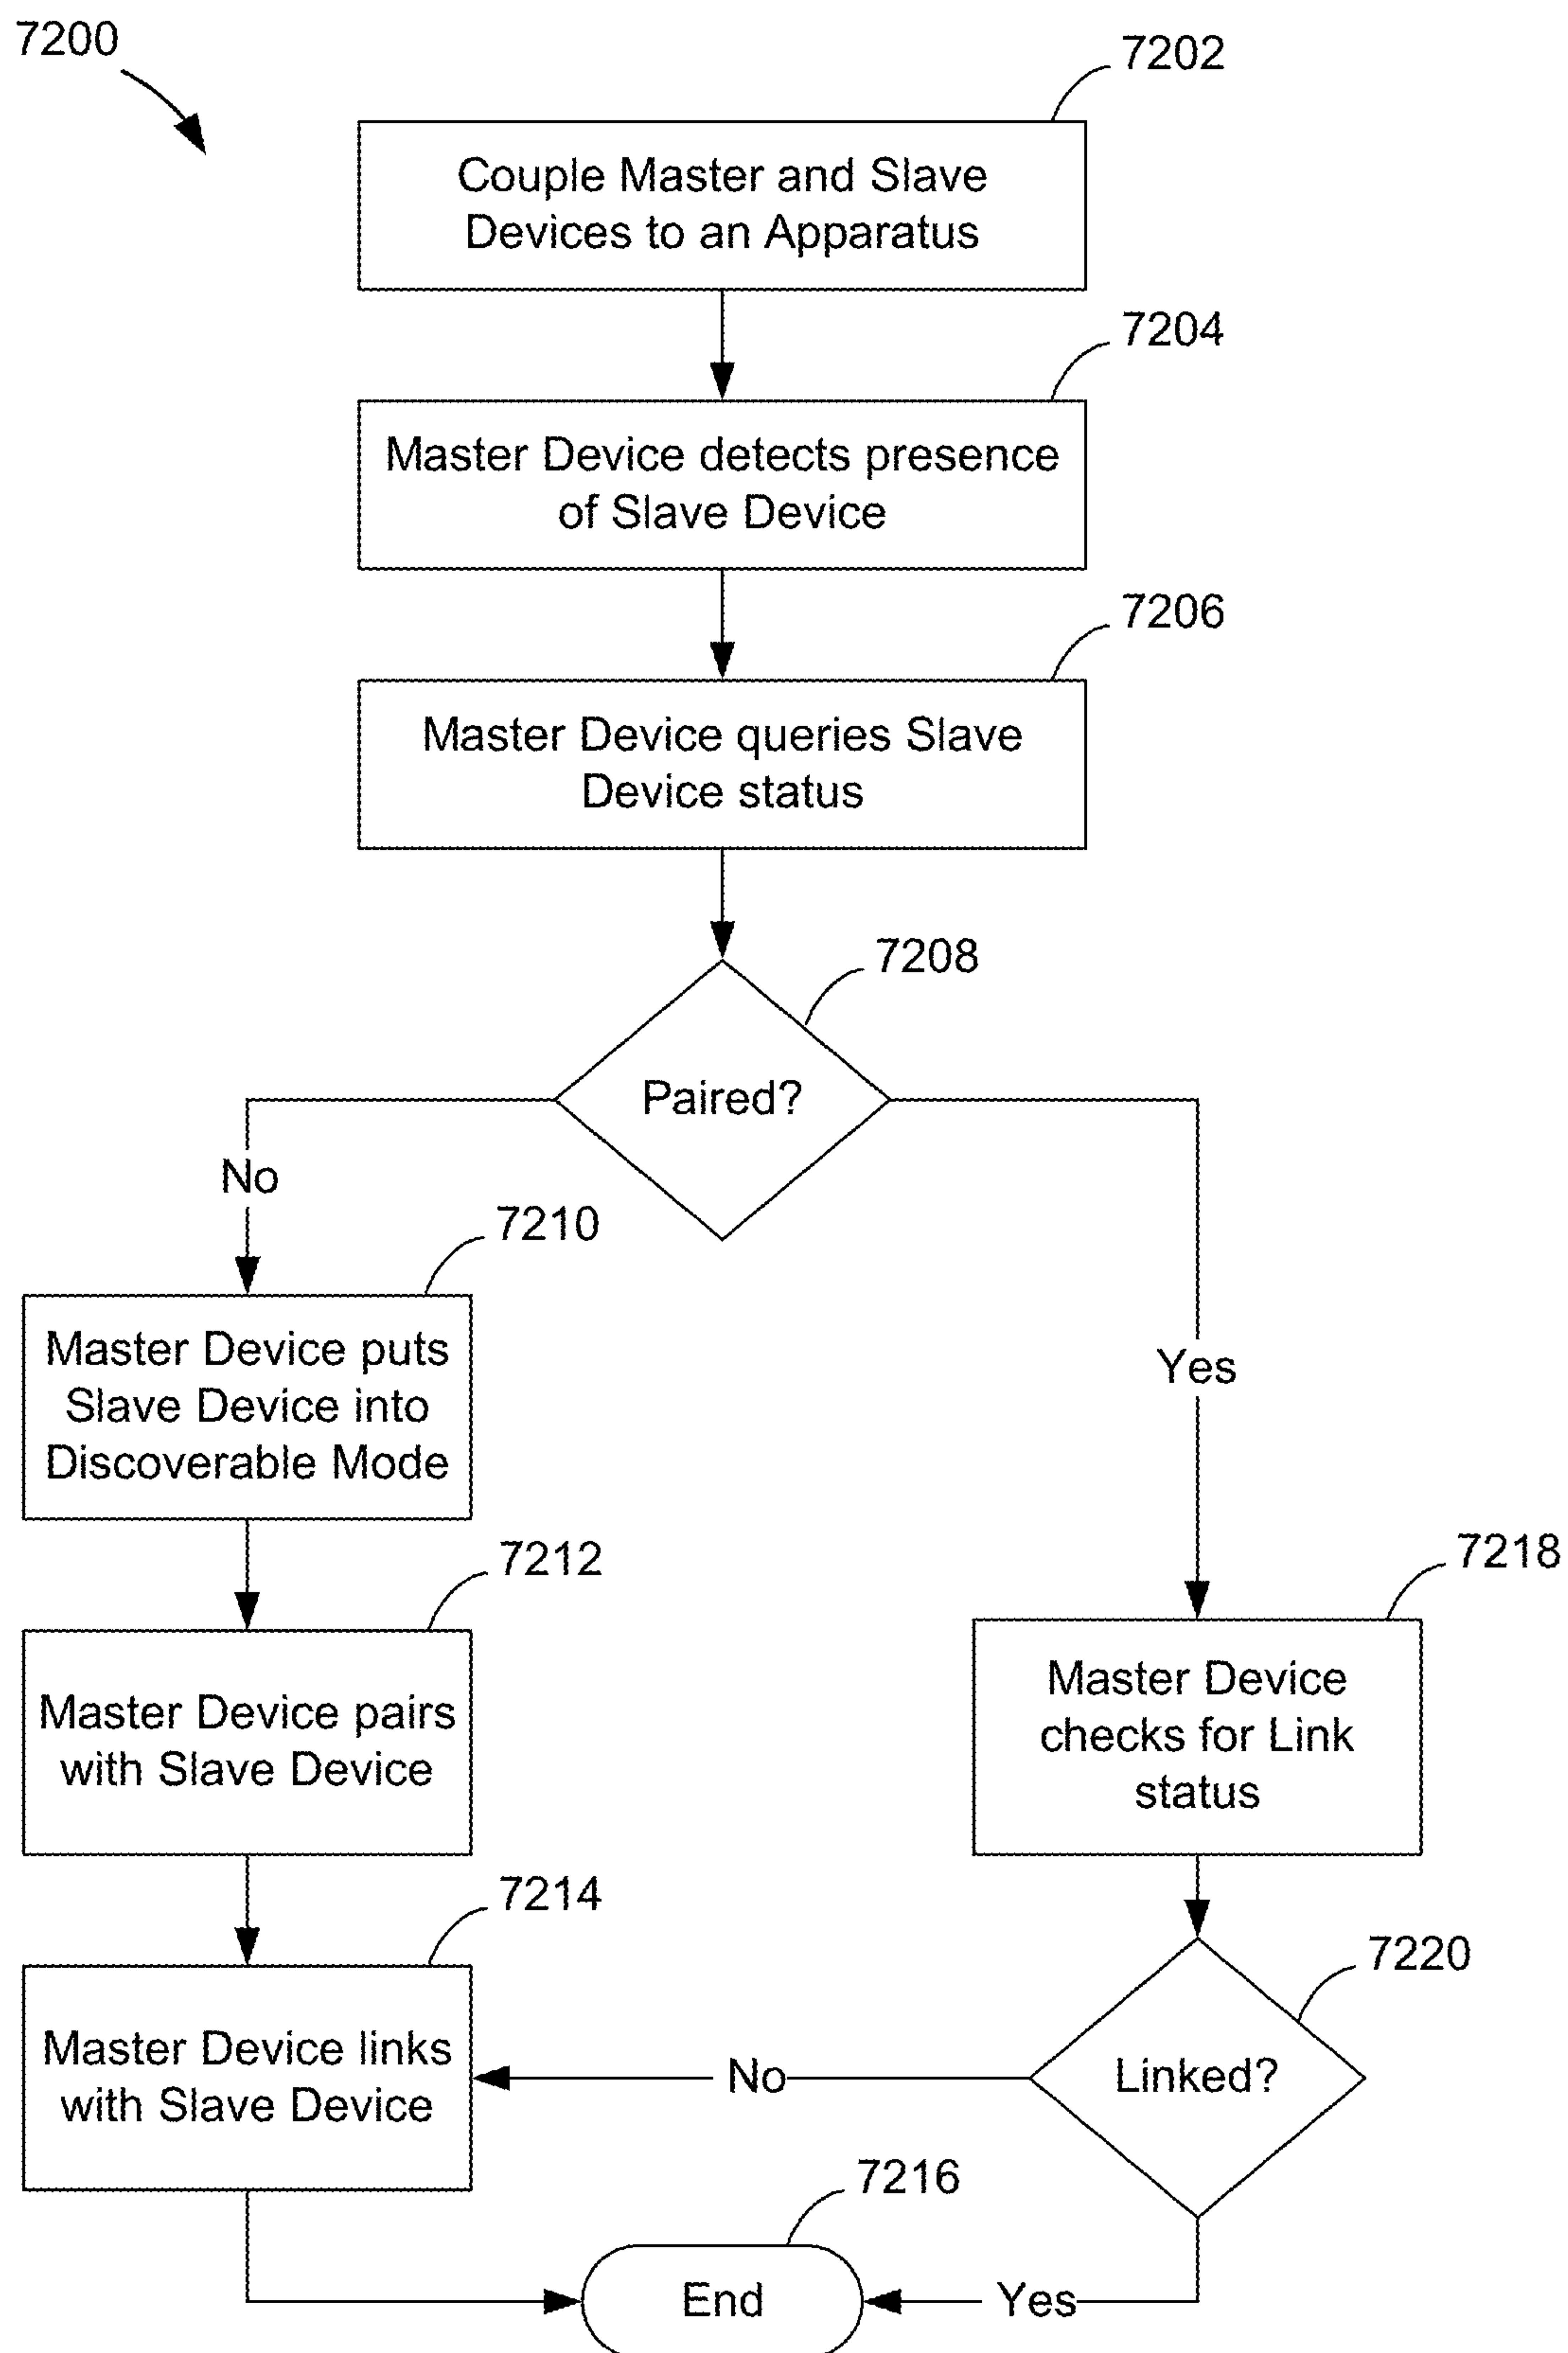 7200
7202
Couple Master and Slave
Devices to an Apparatus
7204
Master Device detects presence
of Slave Device
7206
Master Device queries Slave
Device status
7208
Paired?
No
Yes
7210
Master Device puts
Slave Device into
Discoverable Mode
7212
Master Device pairs
with Slave Device
7218
Master Device
checks for Link
status
7214
Master Device links
with Slave Device
7220
Linked?
No
7216
End
Yes